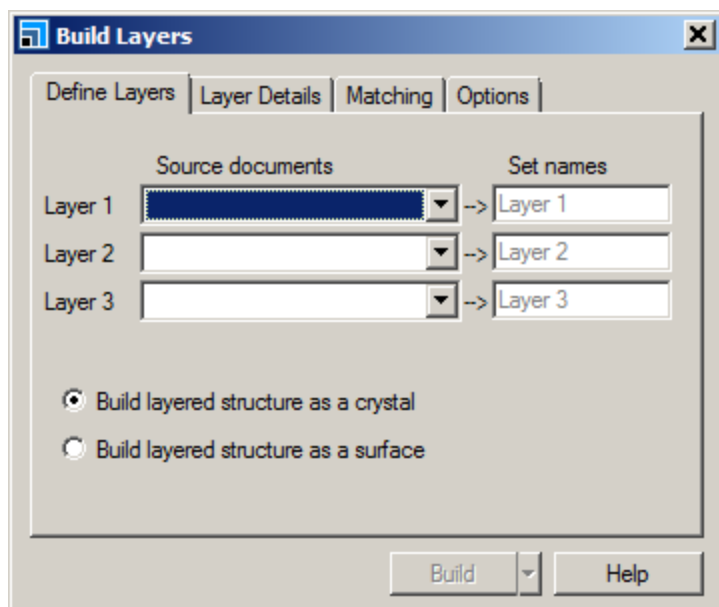 Build Layers
Define Layers Layer Details Matching Options
Source documents Set names
Layer 1 --> Layer 1
Layer 2 --> Layer 2
Layer 3 --> Layer 3
Build layered structure as a crystal
Build layered structure as a surface
Build Help